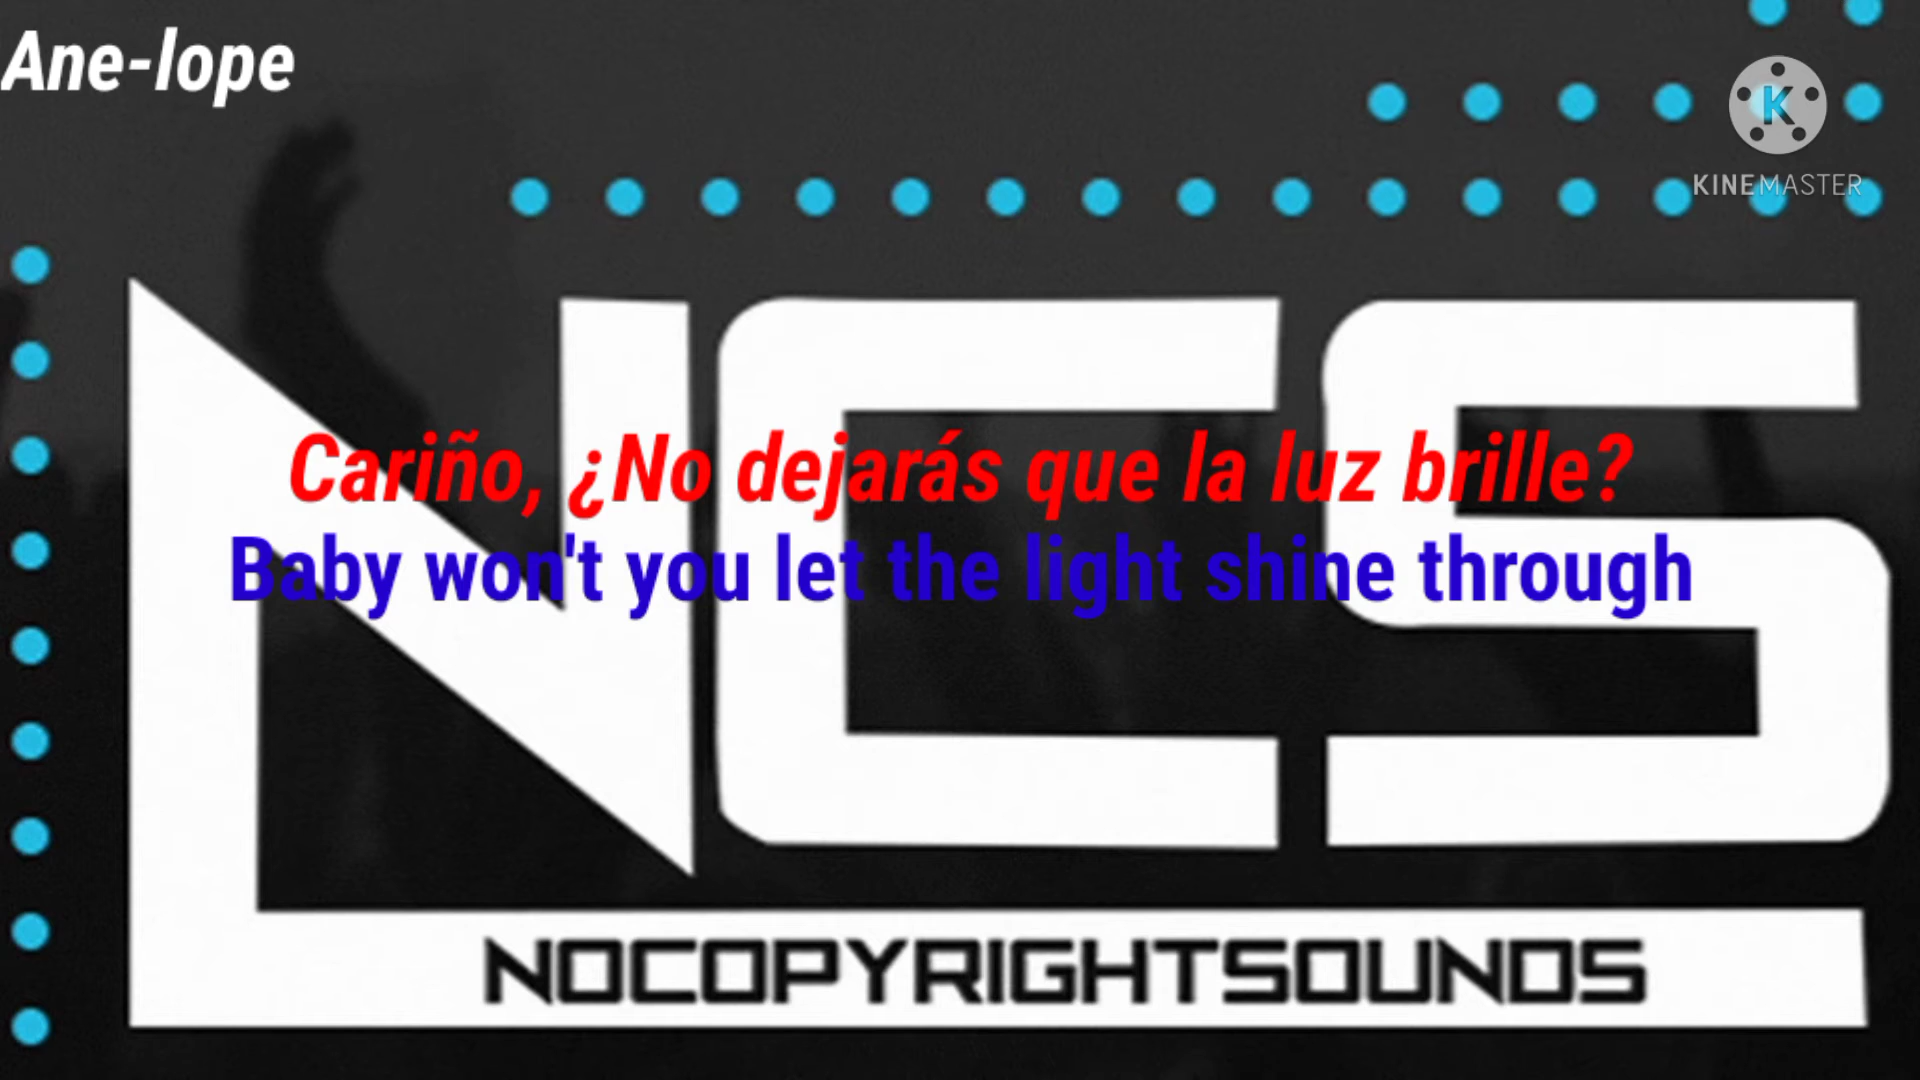 Ane-lope
K
KINEMASTER
NCS
Cariño, ¿No dejarás que la luz brille?
Baby won't you let the light shine through
NOCOPYRIGHTSOUNDS